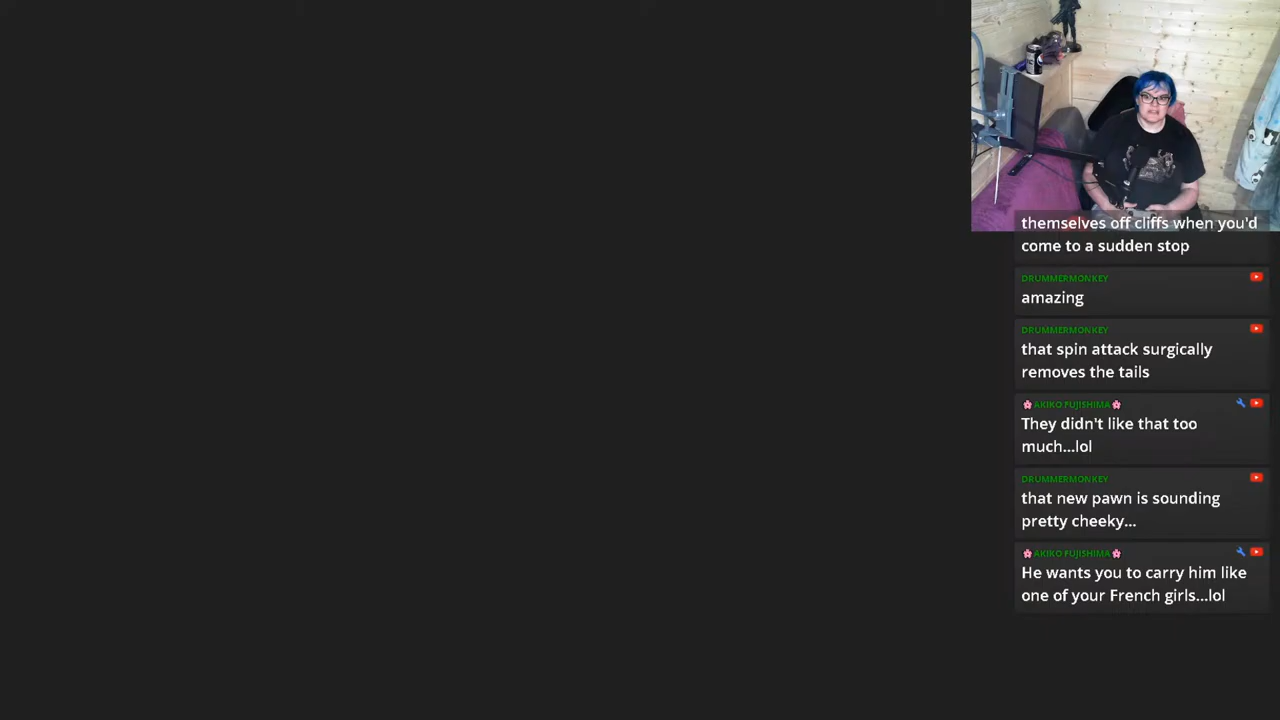 themselves off cliffs when you'd
come to a sudden stop
DRUMMERMONKEY
amazing
DRUMMERMONKEY
that spin attack surgically
removes the tails
🌸AKIKO FUJISHIMA🌸
They didn't like that too
much...lol
DRUMMERMONKEY
that new pawn is sounding
pretty cheeky...
🌸AKIKO FUJISHIMA🌸
He wants you to carry him like
one of your French girls...lol